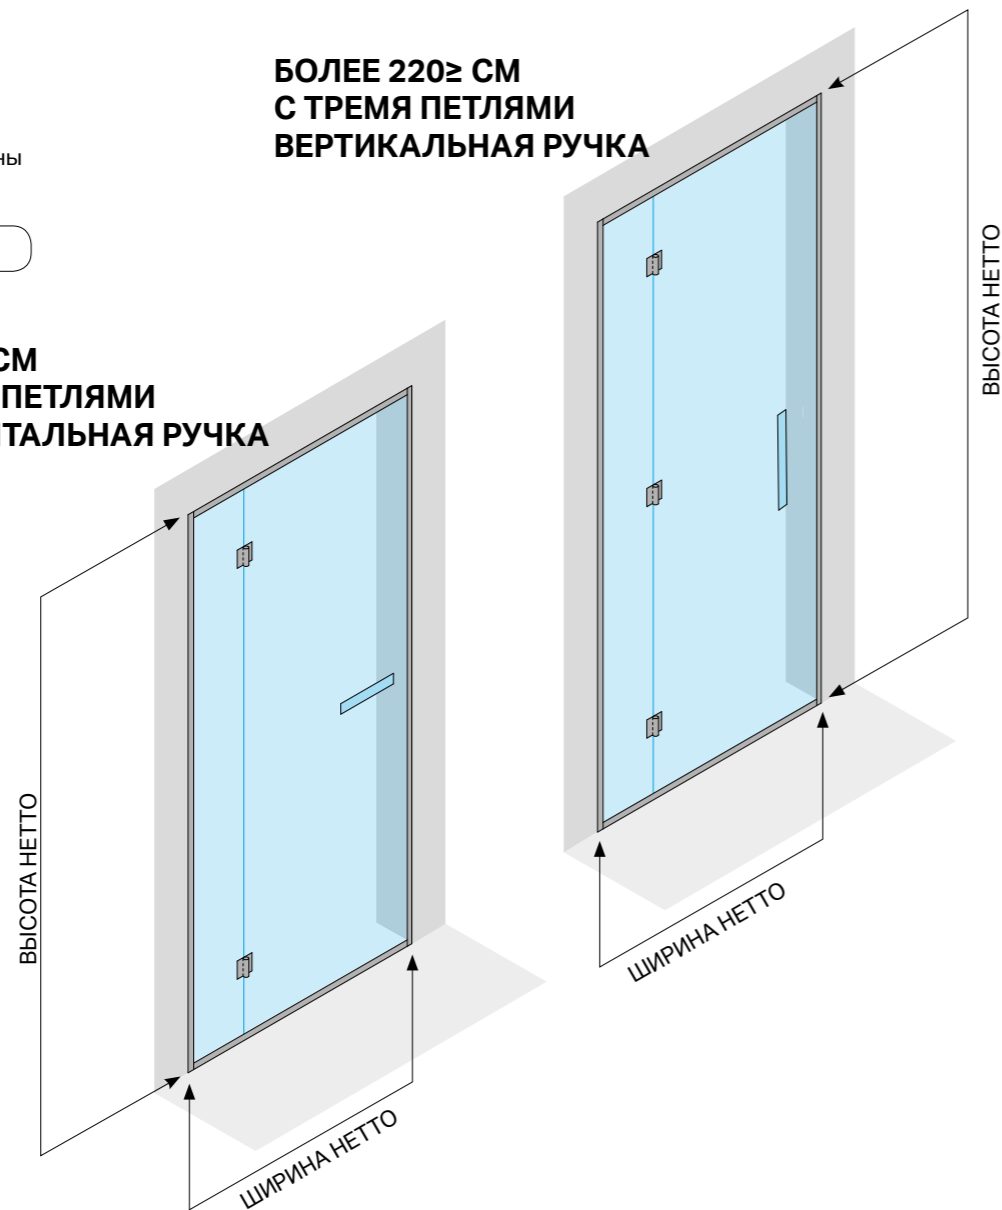 БОЛЕЕ 220≥ СМ
С ТРЕМЯ ПЕТЛЯМИ
ВЕРТИКАЛЬНАЯ РУЧКА
ны
ВЫСОТА НЕТТО
СМ
ПЕТЛЯМИ
ТАЛЬНАЯ РУЧКА
ВЫСОТА НЕТТО
ШИРИНА НЕТТО
ШИРИНА НЕТТО